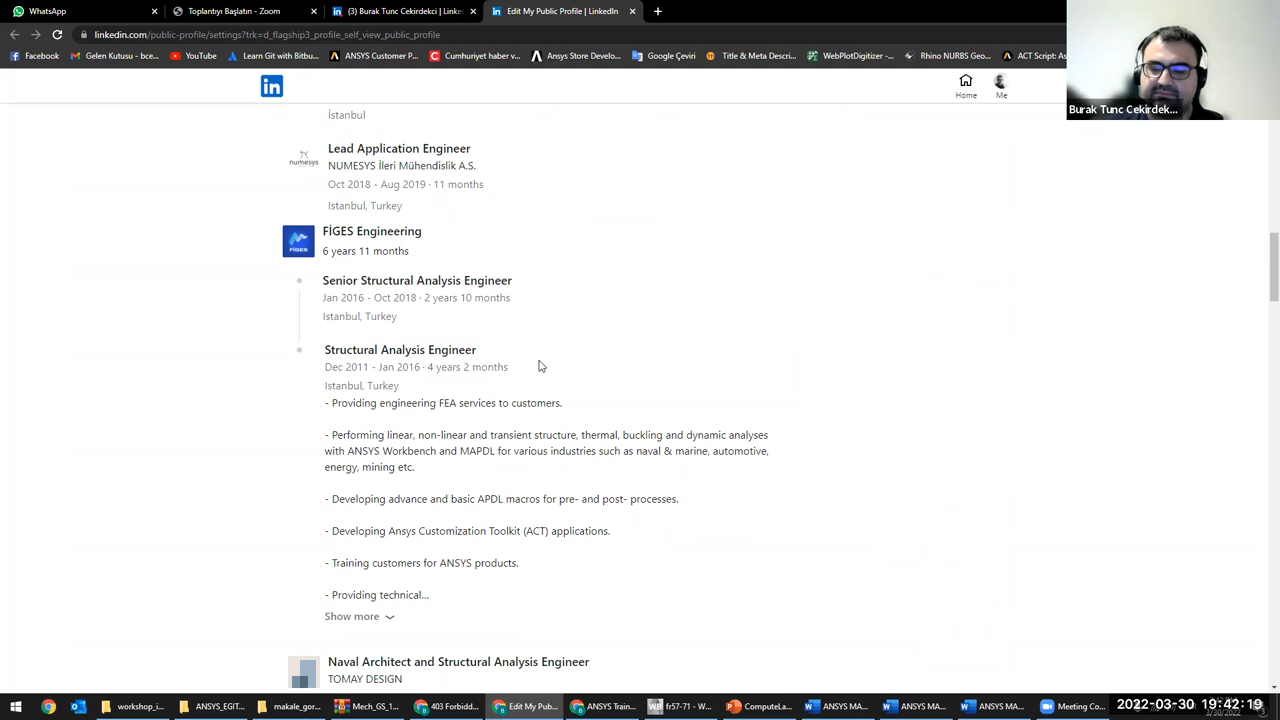 WhatsApp
Toplantıyı Başlatın - Zoom
(3) Burak Tunc Cekirdekci | Linke
Edit My Public Profile | LinkedIn
linkedin.com/public-profile/settings?trk=d_flagship3_profile_self_view_public_profile
Facebook
Gelen Kutusu - bce...
YouTube
Learn Git with Bitbu...
ANSYS Customer P...
Cumhuriyet haber v...
Ansys Store Develo...
Google Çeviri
Title & Meta Descri...
WebPlotDigitizer -...
Rhino NURBS Geo...
ACT Script: As
Burak Tunc Cekirdek...
in
Home
Me
İstanbul
numesys
Lead Application Engineer
NUMESYS İleri Mühendislik A.S.
Oct 2018 - Aug 2019 · 11 months
Istanbul, Turkey
FİGES
FİGES Engineering
6 years 11 months
Senior Structural Analysis Engineer
Jan 2016 - Oct 2018 · 2 years 10 months
Istanbul, Turkey
Structural Analysis Engineer
Dec 2011 - Jan 2016 · 4 years 2 months
Istanbul, Turkey
- Providing engineering FEA services to customers.
- Performing linear, non-linear and transient structure, thermal, buckling and dynamic analyses
with ANSYS Workbench and MAPDL for various industries such as naval & marine, automotive,
energy, mining etc.
- Developing advance and basic APDL macros for pre- and post- processes.
- Developing Ansys Customization Toolkit (ACT) applications.
- Training customers for ANSYS products.
- Providing technical...
Show more
Naval Architect and Structural Analysis Engineer
TOMAY DESIGN
workshop_i...
ANSYS_EGIT...
makale_gor...
Mech_GS_1...
403 Forbidd...
Edit My Pub...
ANSYS Train...
fr57-71 - W...
ComputeLa...
ANSYS MA...
ANSYS MA...
ANSYS MA...
Meeting Co...
2022-03-30 19:42:19